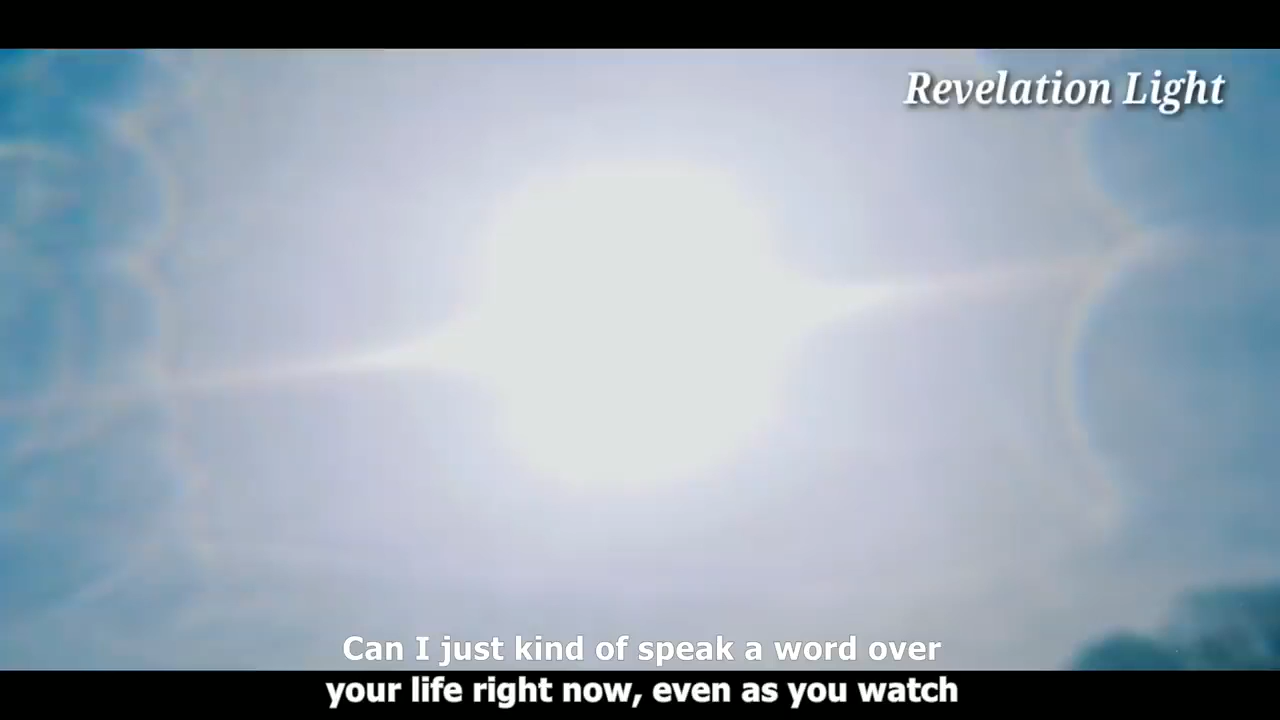 Revelation Light
Can I just kind of speak a word over
your life right now, even as you watch